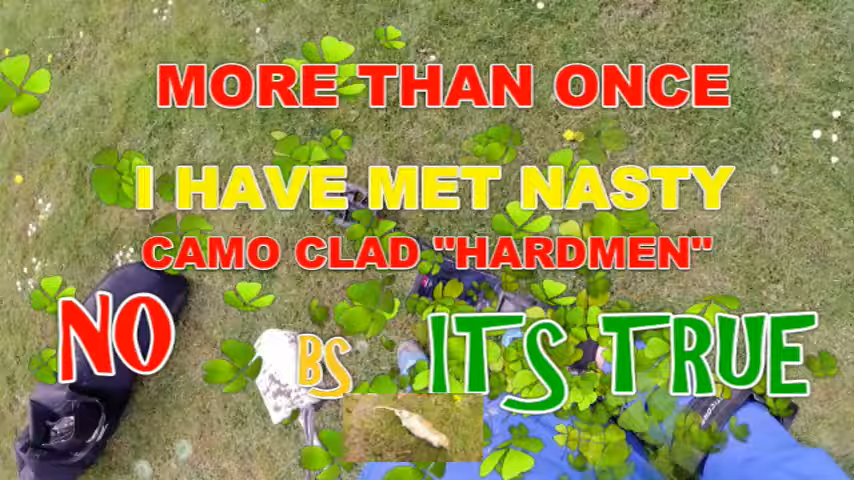 MORE THAN ONCE
I HAVE MET NASTY
CAMO CLAD "HARDMEN"
NO BS ITS TRUE